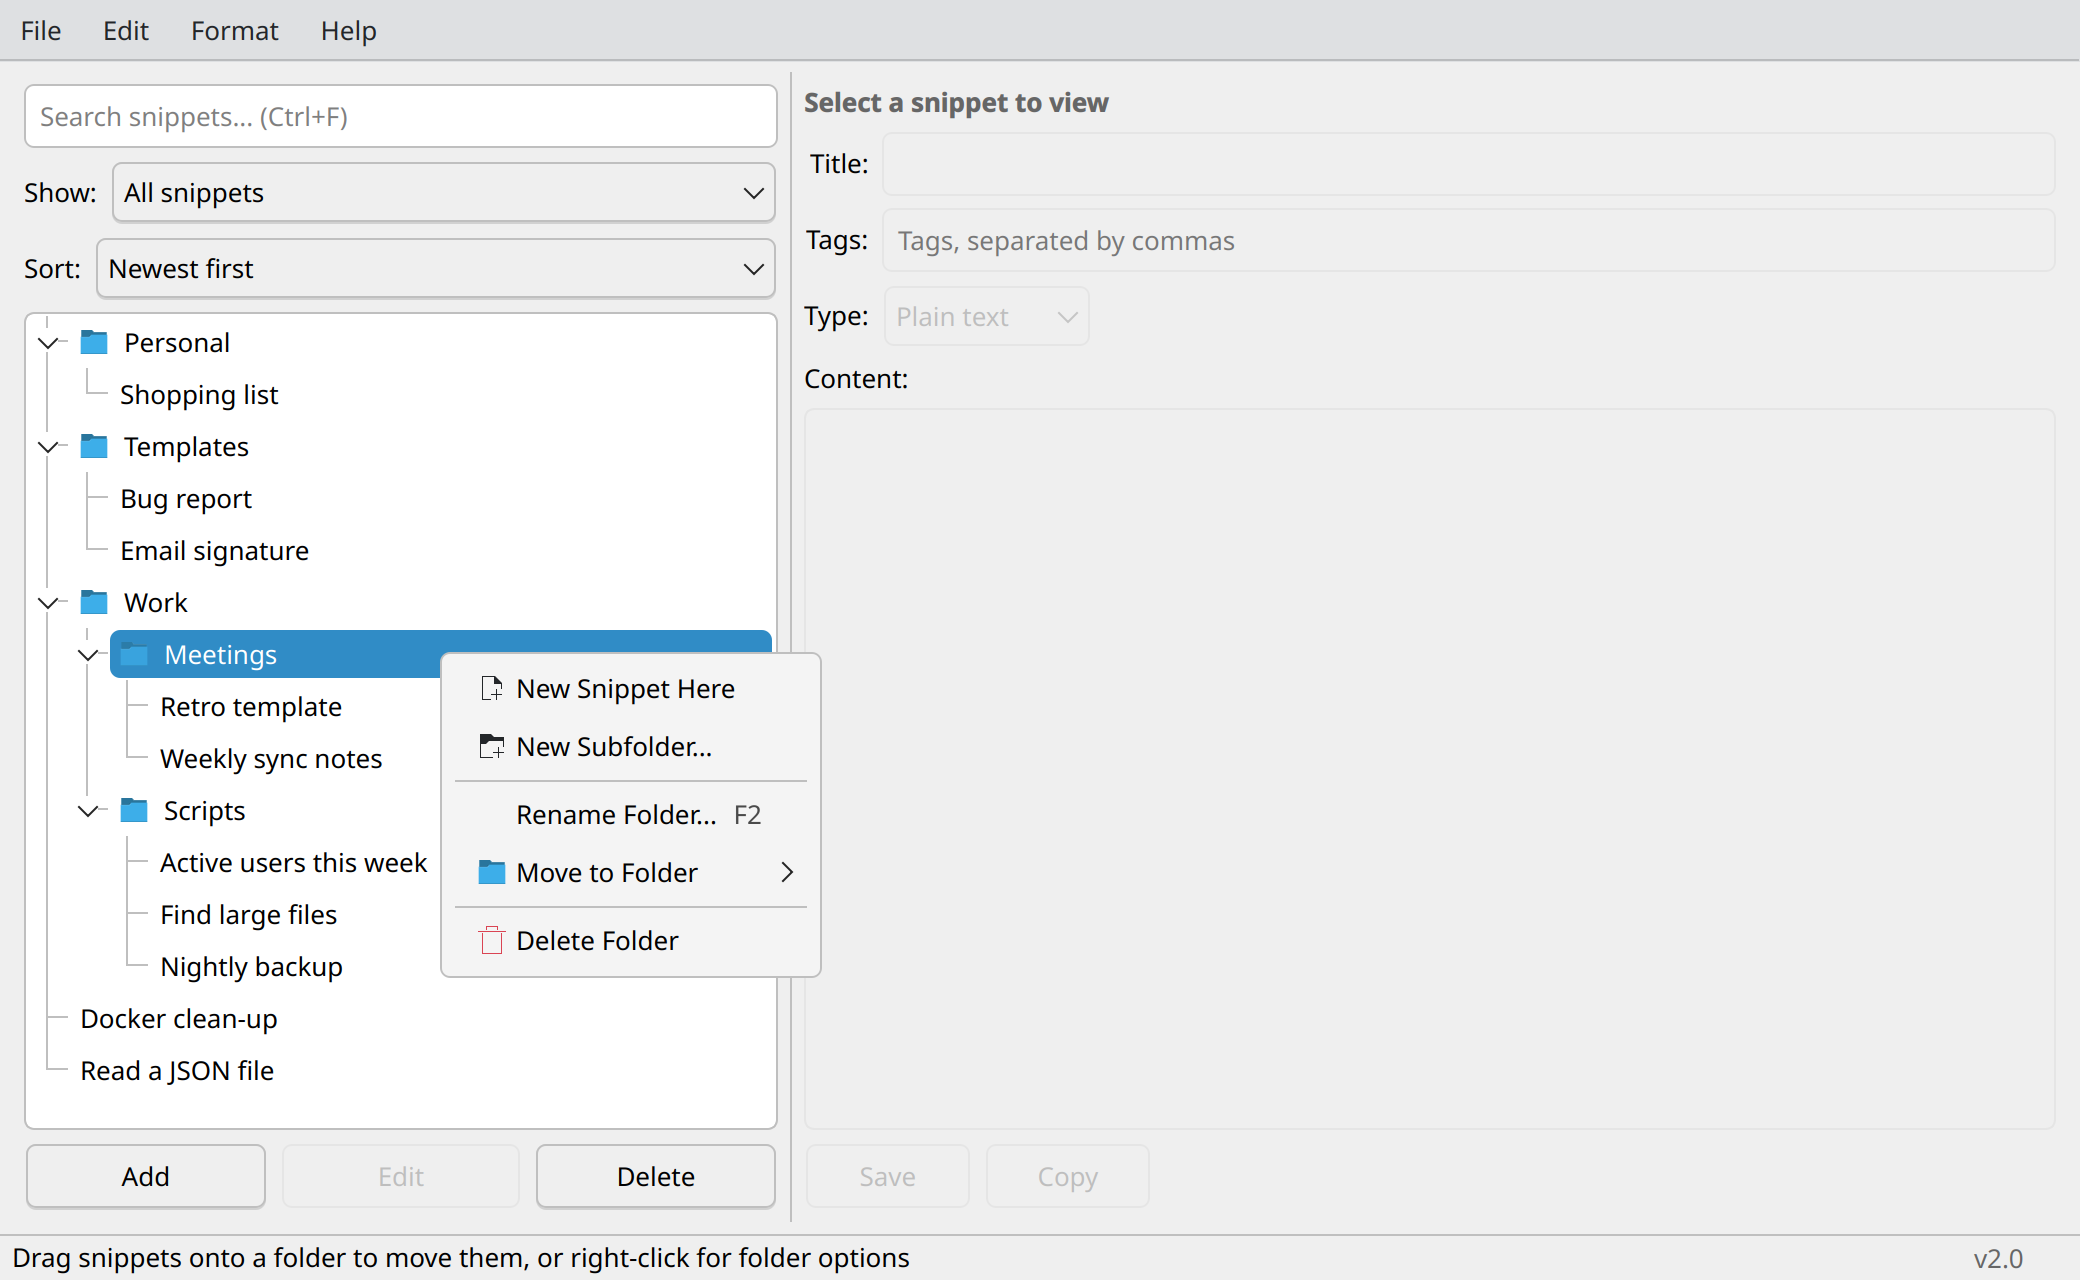 File Edit Format Help
Search snippets... (Ctrl+F)
Show: All snippets
Sort: Newest first
Personal
Shopping list
Templates
Bug report
Email signature
Work
Meetings
Retro template
Weekly sync notes
Scripts
Active users this week
Find large files
Nightly backup
Docker clean-up
Read a JSON file
New Snippet Here
New Subfolder...
Rename Folder... F2
Move to Folder
Delete Folder
Add Edit Delete
Select a snippet to view
Title:
Tags: Tags, separated by commas
Type: Plain text
Content:
Save Copy
Drag snippets onto a folder to move them, or right-click for folder options
v2.0